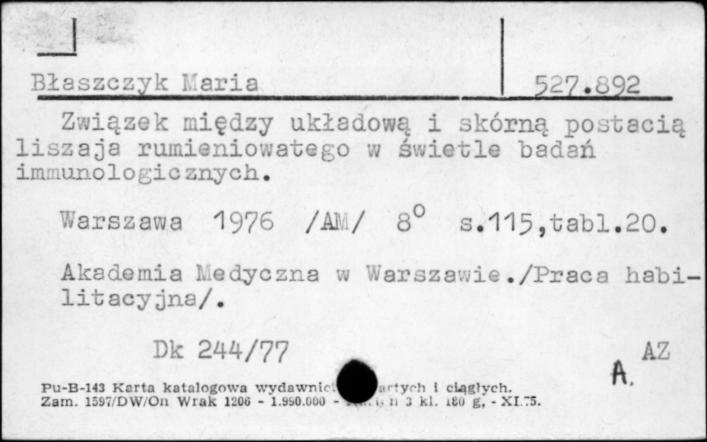 Błaszczyk Maria 527.892
Związek między układową i skórną postacią
liszaja rumieniowatego w świetle badań
immunologicznych.
Warszawa 1976 /AM/ 8° s.115,tabl.20.
Akademia Medyczna w Warszawie./Praca habi-
litacyjna/.
Dk 244/77 AZ
A.
Pu-B-143 Karta katalogowa wydawnic artych i ciągłych.
Zam. 1597/DW/On Wrak 1206 - 1.990.000 - 3 kl. 180 g, - XI.75.